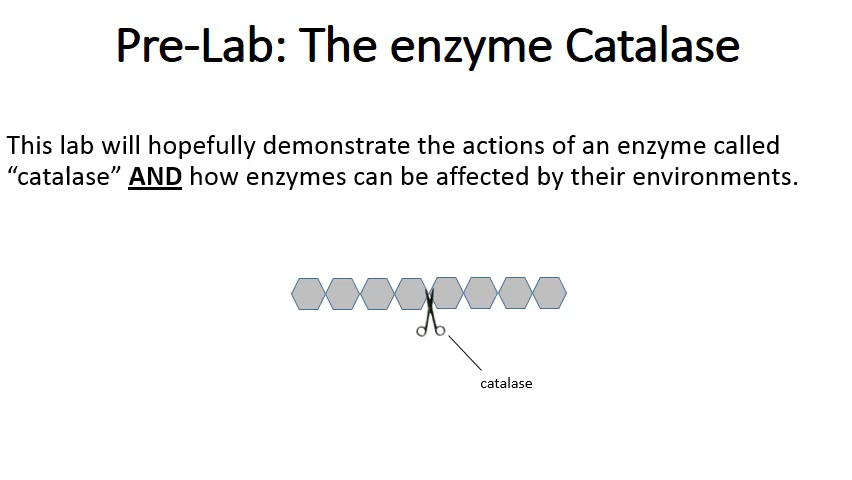 Pre-Lab: The enzyme Catalase
This lab will hopefully demonstrate the actions of an enzyme called
“catalase” AND how enzymes can be affected by their environments.
catalase